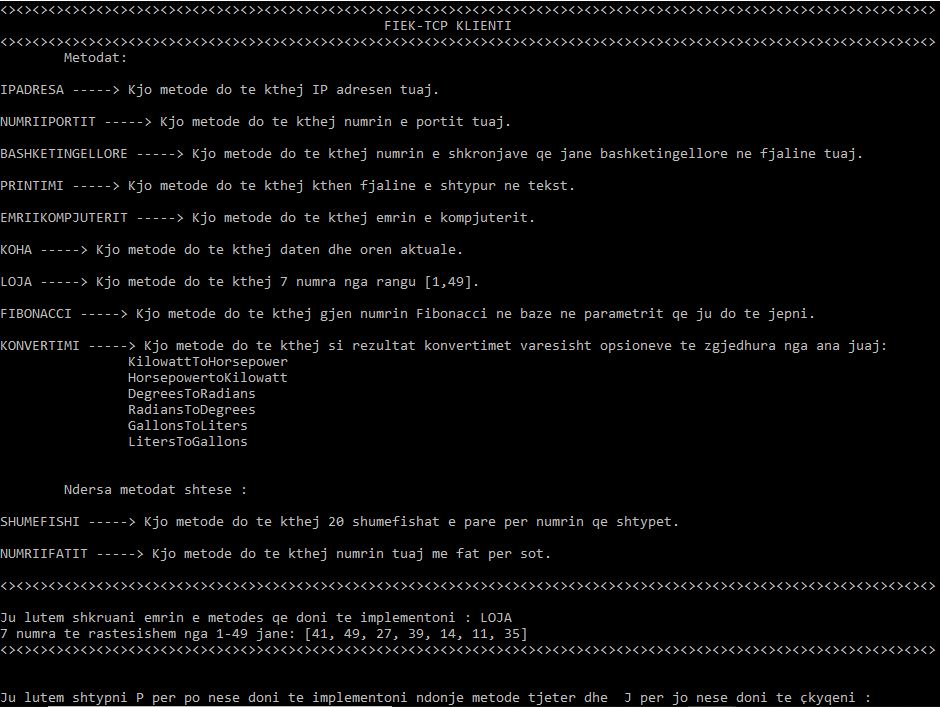 <><><><><><><><><><><><><><><><>><><><><><><><><><><><><><><><><><><><><><><><><><><><><><><><><><><><><><><><><><><>
FIEK-TCP KLIENTI
<><><><><><><><><><><><><><><><>><><><><><><><><><><><><><><><><><><><><><><><><><><><><><><><><><><><><><><><><><><>
Metodat:
IPADRESA -----> Kjo metode do te kthej IP adresen tuaj.
NUMRIIPORTIT -----> Kjo metode do te kthej numrin e portit tuaj.
BASHKETINGELLORE -----> Kjo metode do te kthej numrin e shkronjave qe jane bashketingellore ne fjaline tuaj.
PRINTIMI -----> Kjo metode do te kthej kthen fjaline e shtypur ne tekst.
EMRIIKOMPJUTERIT -----> Kjo metode do te kthej emrin e kompjuterit.
KOHA -----> Kjo metode do te kthej daten dhe oren aktuale.
LOJA -----> Kjo metode do te kthej 7 numra nga rangu [1,49].
FIBONACCI -----> Kjo metode do te kthej gjen numrin Fibonacci ne baze ne parametrit qe ju do te jepni.
KONVERTIMI -----> Kjo metode do te kthej si rezultat konvertimet varesisht opsioneve te zgjedhura nga ana juaj:
KilowattToHorsepower
HorsepowertoKilowatt
DegreesToRadians
RadiansToDegrees
GallonsToLiters
LitersToGallons
Ndersa metodat shtese :
SHUMEFISHI -----> Kjo metode do te kthej 20 shumefishat e pare per numrin qe shtypet.
NUMRIIFATIT -----> Kjo metode do te kthej numrin tuaj me fat per sot.
<><><><><><><><><><><><><><><><>><><><><><><><><><><><><><><><><><><><><><><><><><><><><><><><><><><><><><><><><><><>
Ju lutem shkruani emrin e metodes qe doni te implementoni : LOJA
7 numra te rastesishem nga 1-49 jane: [41, 49, 27, 39, 14, 11, 35]
<><><><><><><><><><><><><><><><>><><><><><><><><><><><><><><><><><><><><><><><><><><><><><><><><><><><><><><><><><><>
Ju lutem shtypni P per po nese doni te implementoni ndonje metode tjeter dhe  J per jo nese doni te çkyqeni :